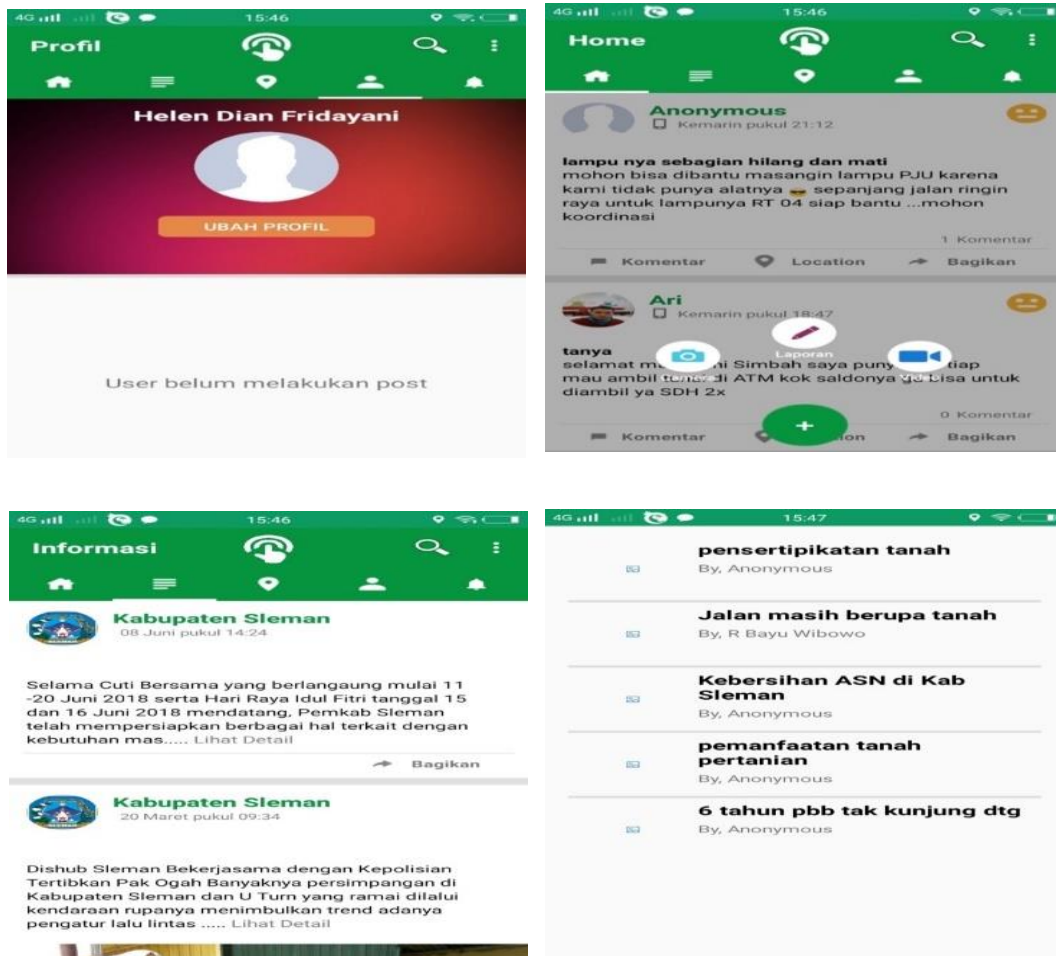 4G 15:46
Profil
Helen Dian Fridayani
UBAH PROFIL
User belum melakukan post
4G 15:46
Home
Anonymous
Kemarin pukul 21:12
lampu nya sebagian hilang dan mati
mohon bisa dibantu masangin lampu PJU karena
kami tidak punya alatnya 😎 sepanjang jalan ringin
raya untuk lampunya RT 04 siap bantu ...mohon
koordinasi
1 Komentar
Komentar Location Bagikan
Ari
Kemarin pukul 18:47
Laporan
tanya
selamat Simbah saya tiap
mau ambil di ATM kok saldonya untuk
diambil ya SDH 2x
+
0 Komentar
Komentar Bagikan
4G 15:46
Informasi
Kabupaten Sleman
08 Juni pukul 14:24
Selama Cuti Bersama yang berlangaung mulai 11
-20 Juni 2018 serta Hari Raya Idul Fitri tanggal 15
dan 16 Juni 2018 mendatang, Pemkab Sleman
telah mempersiapkan berbagai hal terkait dengan
kebutuhan mas..... Lihat Detail
Bagikan
Kabupaten Sleman
20 Maret pukul 09:34
Dishub Sleman Bekerjasama dengan Kepolisian
Tertibkan Pak Ogah Banyaknya persimpangan di
Kabupaten Sleman dan U Turn yang ramai dilalui
kendaraan rupanya menimbulkan trend adanya
pengatur lalu lintas ..... Lihat Detail
4G 15:47
pensertipikatan tanah
By, Anonymous
Jalan masih berupa tanah
By, R Bayu Wibowo
Kebersihan ASN di Kab
Sleman
By, Anonymous
pemanfaatan tanah
pertanian
By, Anonymous
6 tahun pbb tak kunjung dtg
By, Anonymous